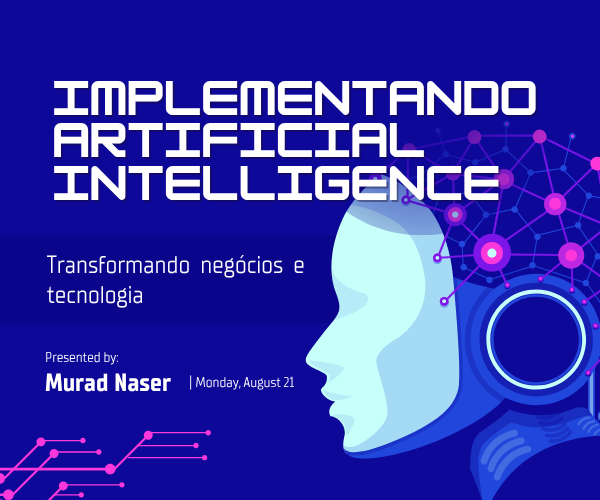 IMPLEMENTANDO
ARTIFICIAL
INTELLIGENCE
Transformando negócios e
tecnologia
Presented by:
Murad Naser | Monday, August 21